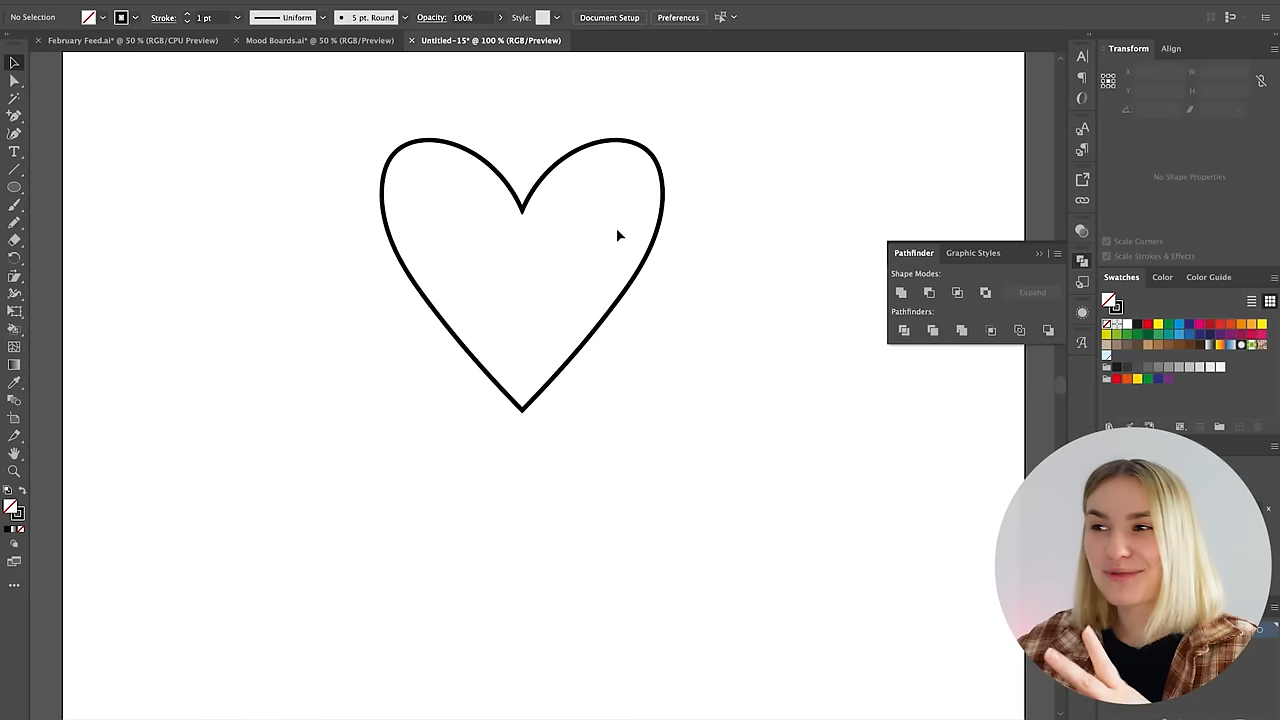 No Selection Stroke: 1 pt Uniform 5 pt. Round Opacity: 100% Style: Document Setup Preferences
× February Feed.ai* @ 50 % (RGB/CPU Preview) × Mood Boards.ai* @ 50 % (RGB/Preview) × Untitled-15* @ 100 % (RGB/Preview)
Transform Align
X: W
Y: H
No Shape Properties
Scale Corners
Scale Strokes & Effects
Pathfinder Graphic Styles
Shape Modes:
Expand
Pathfinders:
Swatches Color Color Guide